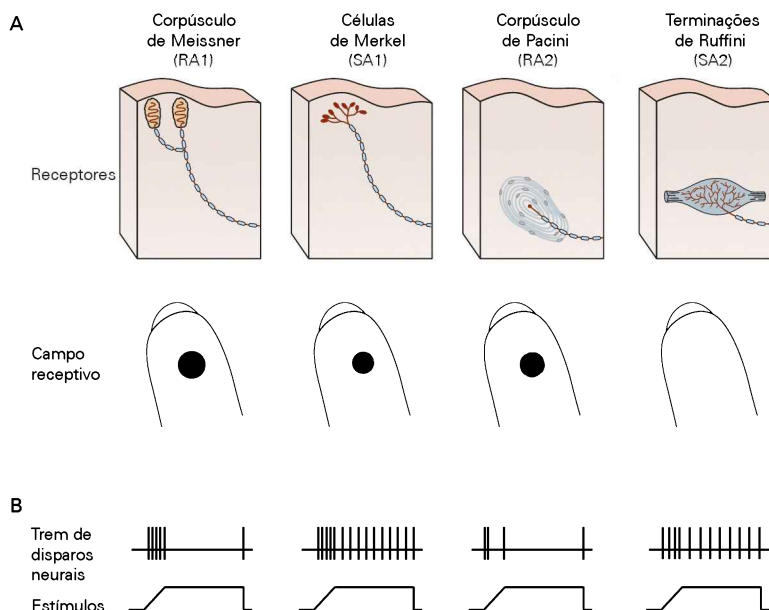 A
Corpúsculo
de Meissner
(RA1)
Células
de Merkel
(SA1)
Corpúsculo
de Pacini
(RA2)
Terminações
de Ruffini
(SA2)
Receptores
Campo
receptivo
B
Trem de
disparos
neurais
Estímulos